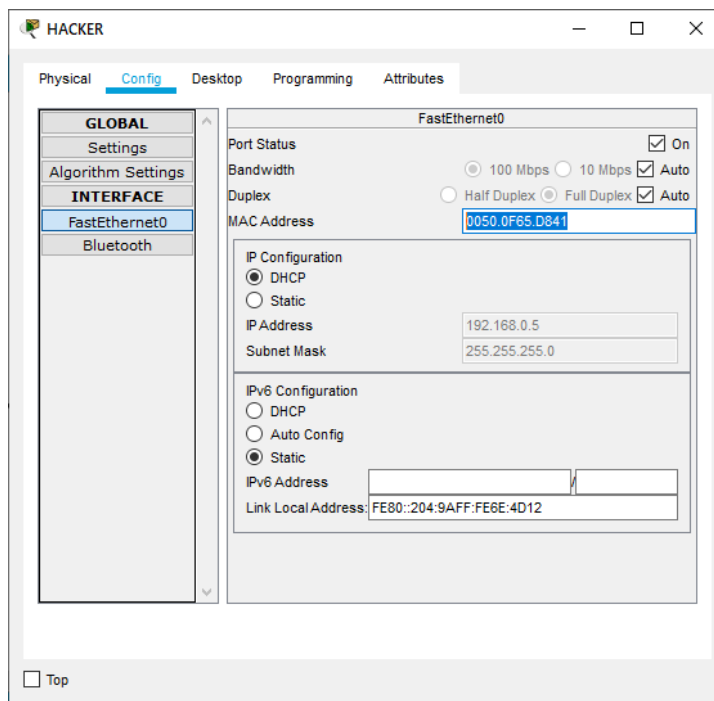 HACKER
Physical Config Desktop Programming Attributes
GLOBAL
Settings
Algorithm Settings
INTERFACE
FastEthernet0
Bluetooth
FastEthernet0
Port Status On
Bandwidth 100 Mbps 10 Mbps Auto
Duplex Half Duplex Full Duplex Auto
MAC Address 0050.0F65.D841
IP Configuration
DHCP
Static
IP Address 192.168.0.5
Subnet Mask 255.255.255.0
IPv6 Configuration
DHCP
Auto Config
Static
IPv6 Address /
Link Local Address: FE80::204:9AFF:FE6E:4D12
Top